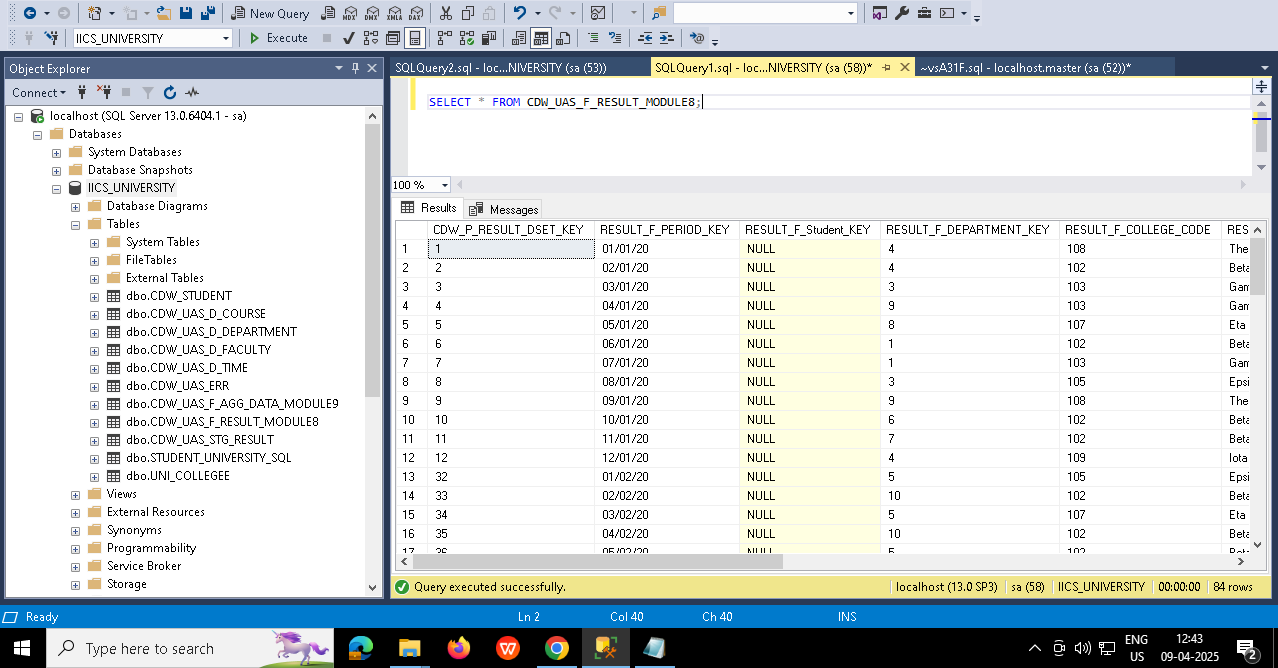 New Query
MDX DMX XMLA DAX
IICS_UNIVERSITY
Execute
Object Explorer
Connect
localhost (SQL Server 13.0.6404.1 - sa)
Databases
System Databases
Database Snapshots
IICS_UNIVERSITY
Database Diagrams
Tables
System Tables
FileTables
External Tables
dbo.CDW_STUDENT
dbo.CDW_UAS_D_COURSE
dbo.CDW_UAS_D_DEPARTMENT
dbo.CDW_UAS_D_FACULTY
dbo.CDW_UAS_D_TIME
dbo.CDW_UAS_ERR
dbo.CDW_UAS_F_AGG_DATA_MODULE9
dbo.CDW_UAS_F_RESULT_MODULE8
dbo.CDW_UAS_STG_RESULT
dbo.STUDENT_UNIVERSITY_SQL
dbo.UNI_COLLEGEE
Views
External Resources
Synonyms
Programmability
Service Broker
Storage
SQLQuery2.sql - loc...NIVERSITY (sa (53)) SQLQuery1.sql - loc...NIVERSITY (sa (58))* ~vsA31F.sql - localhost.master (sa (52))*
SELECT * FROM CDW_UAS_F_RESULT_MODULE8;
100 %
Results Messages
CDW_P_RESULT_DSET_KEY RESULT_F_PERIOD_KEY RESULT_F_Student_KEY RESULT_F_DEPARTMENT_KEY RESULT_F_COLLEGE_CODE RES
1 1 01/01/20 NULL 4 108 The
2 2 02/01/20 NULL 4 102 Beta
3 3 03/01/20 NULL 3 103 Gam
4 4 04/01/20 NULL 9 103 Gam
5 5 05/01/20 NULL 8 107 Eta
6 6 06/01/20 NULL 1 102 Beta
7 7 07/01/20 NULL 1 103 Gam
8 8 08/01/20 NULL 3 105 Epsi
9 9 09/01/20 NULL 9 108 The
10 10 10/01/20 NULL 6 102 Beta
11 11 11/01/20 NULL 7 102 Beta
12 12 12/01/20 NULL 4 109 Iota
13 32 01/02/20 NULL 5 105 Epsi
14 33 02/02/20 NULL 10 102 Beta
15 34 03/02/20 NULL 5 107 Eta
16 35 04/02/20 NULL 10 102 Beta
17 36 05/02/20 NULL 5 102 Beta
Query executed successfully. localhost (13.0 SP3) sa (58) IICS_UNIVERSITY 00:00:00 84 rows
Ready Ln 2 Col 40 Ch 40 INS
Type here to search
W
ENG
US
12:43
09-04-2025
2